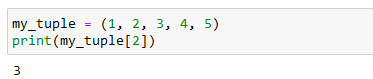 my_tuple = (1, 2, 3, 4, 5)
print(my_tuple[2])
3